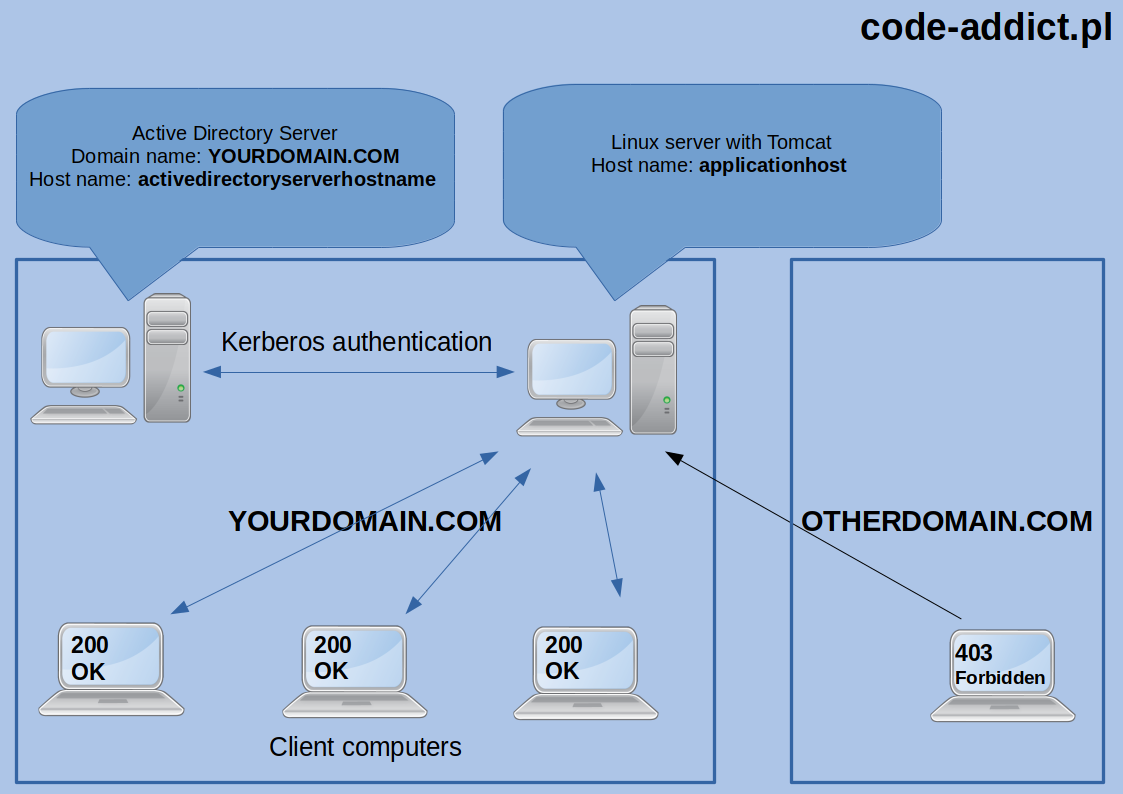 code-addict.pl
Active Directory Server
Domain name: YOURDOMAIN.COM
Host name: activedirectoryserverhostname
Linux server with Tomcat
Host name: applicationhost
Kerberos authentication
YOURDOMAIN.COM
OTHERDOMAIN.COM
200
OK
200
OK
200
OK
403
Forbidden
Client computers